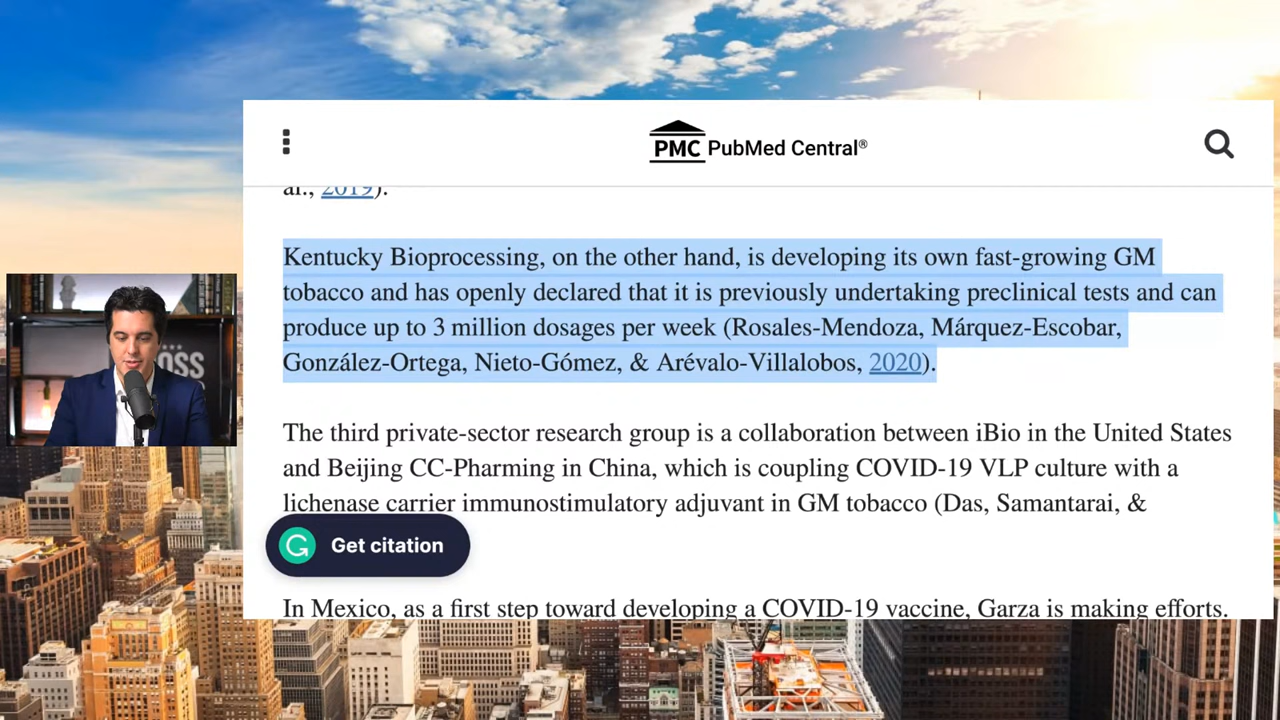 PMC PubMed Central®
al., 2019).
Kentucky Bioprocessing, on the other hand, is developing its own fast-growing GM
tobacco and has openly declared that it is previously undertaking preclinical tests and can
produce up to 3 million dosages per week (Rosales-Mendoza, Márquez-Escobar,
González-Ortega, Nieto-Gómez, & Arévalo-Villalobos, 2020).
The third private-sector research group is a collaboration between iBio in the United States
and Beijing CC-Pharming in China, which is coupling COVID-19 VLP culture with a
lichenase carrier immunostimulatory adjuvant in GM tobacco (Das, Samantarai, &
Get citation
In Mexico, as a first step toward developing a COVID-19 vaccine, Garza is making efforts.